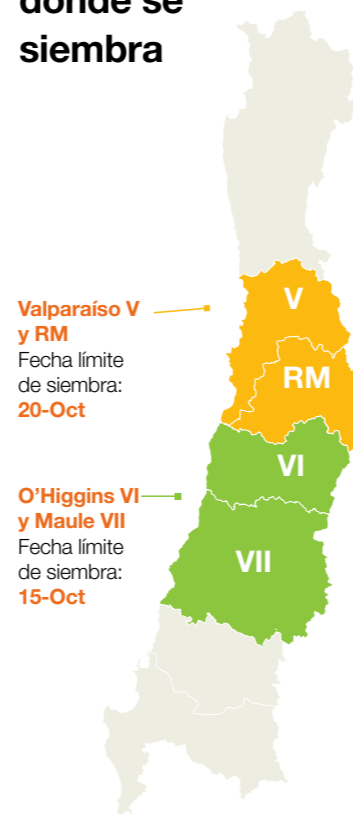 donde se
siembra
Valparaíso V
y RM
Fecha límite
de siembra:
20-Oct
O’Higgins VI
y Maule VII
Fecha límite
de siembra:
15-Oct
V
RM
VI
VII